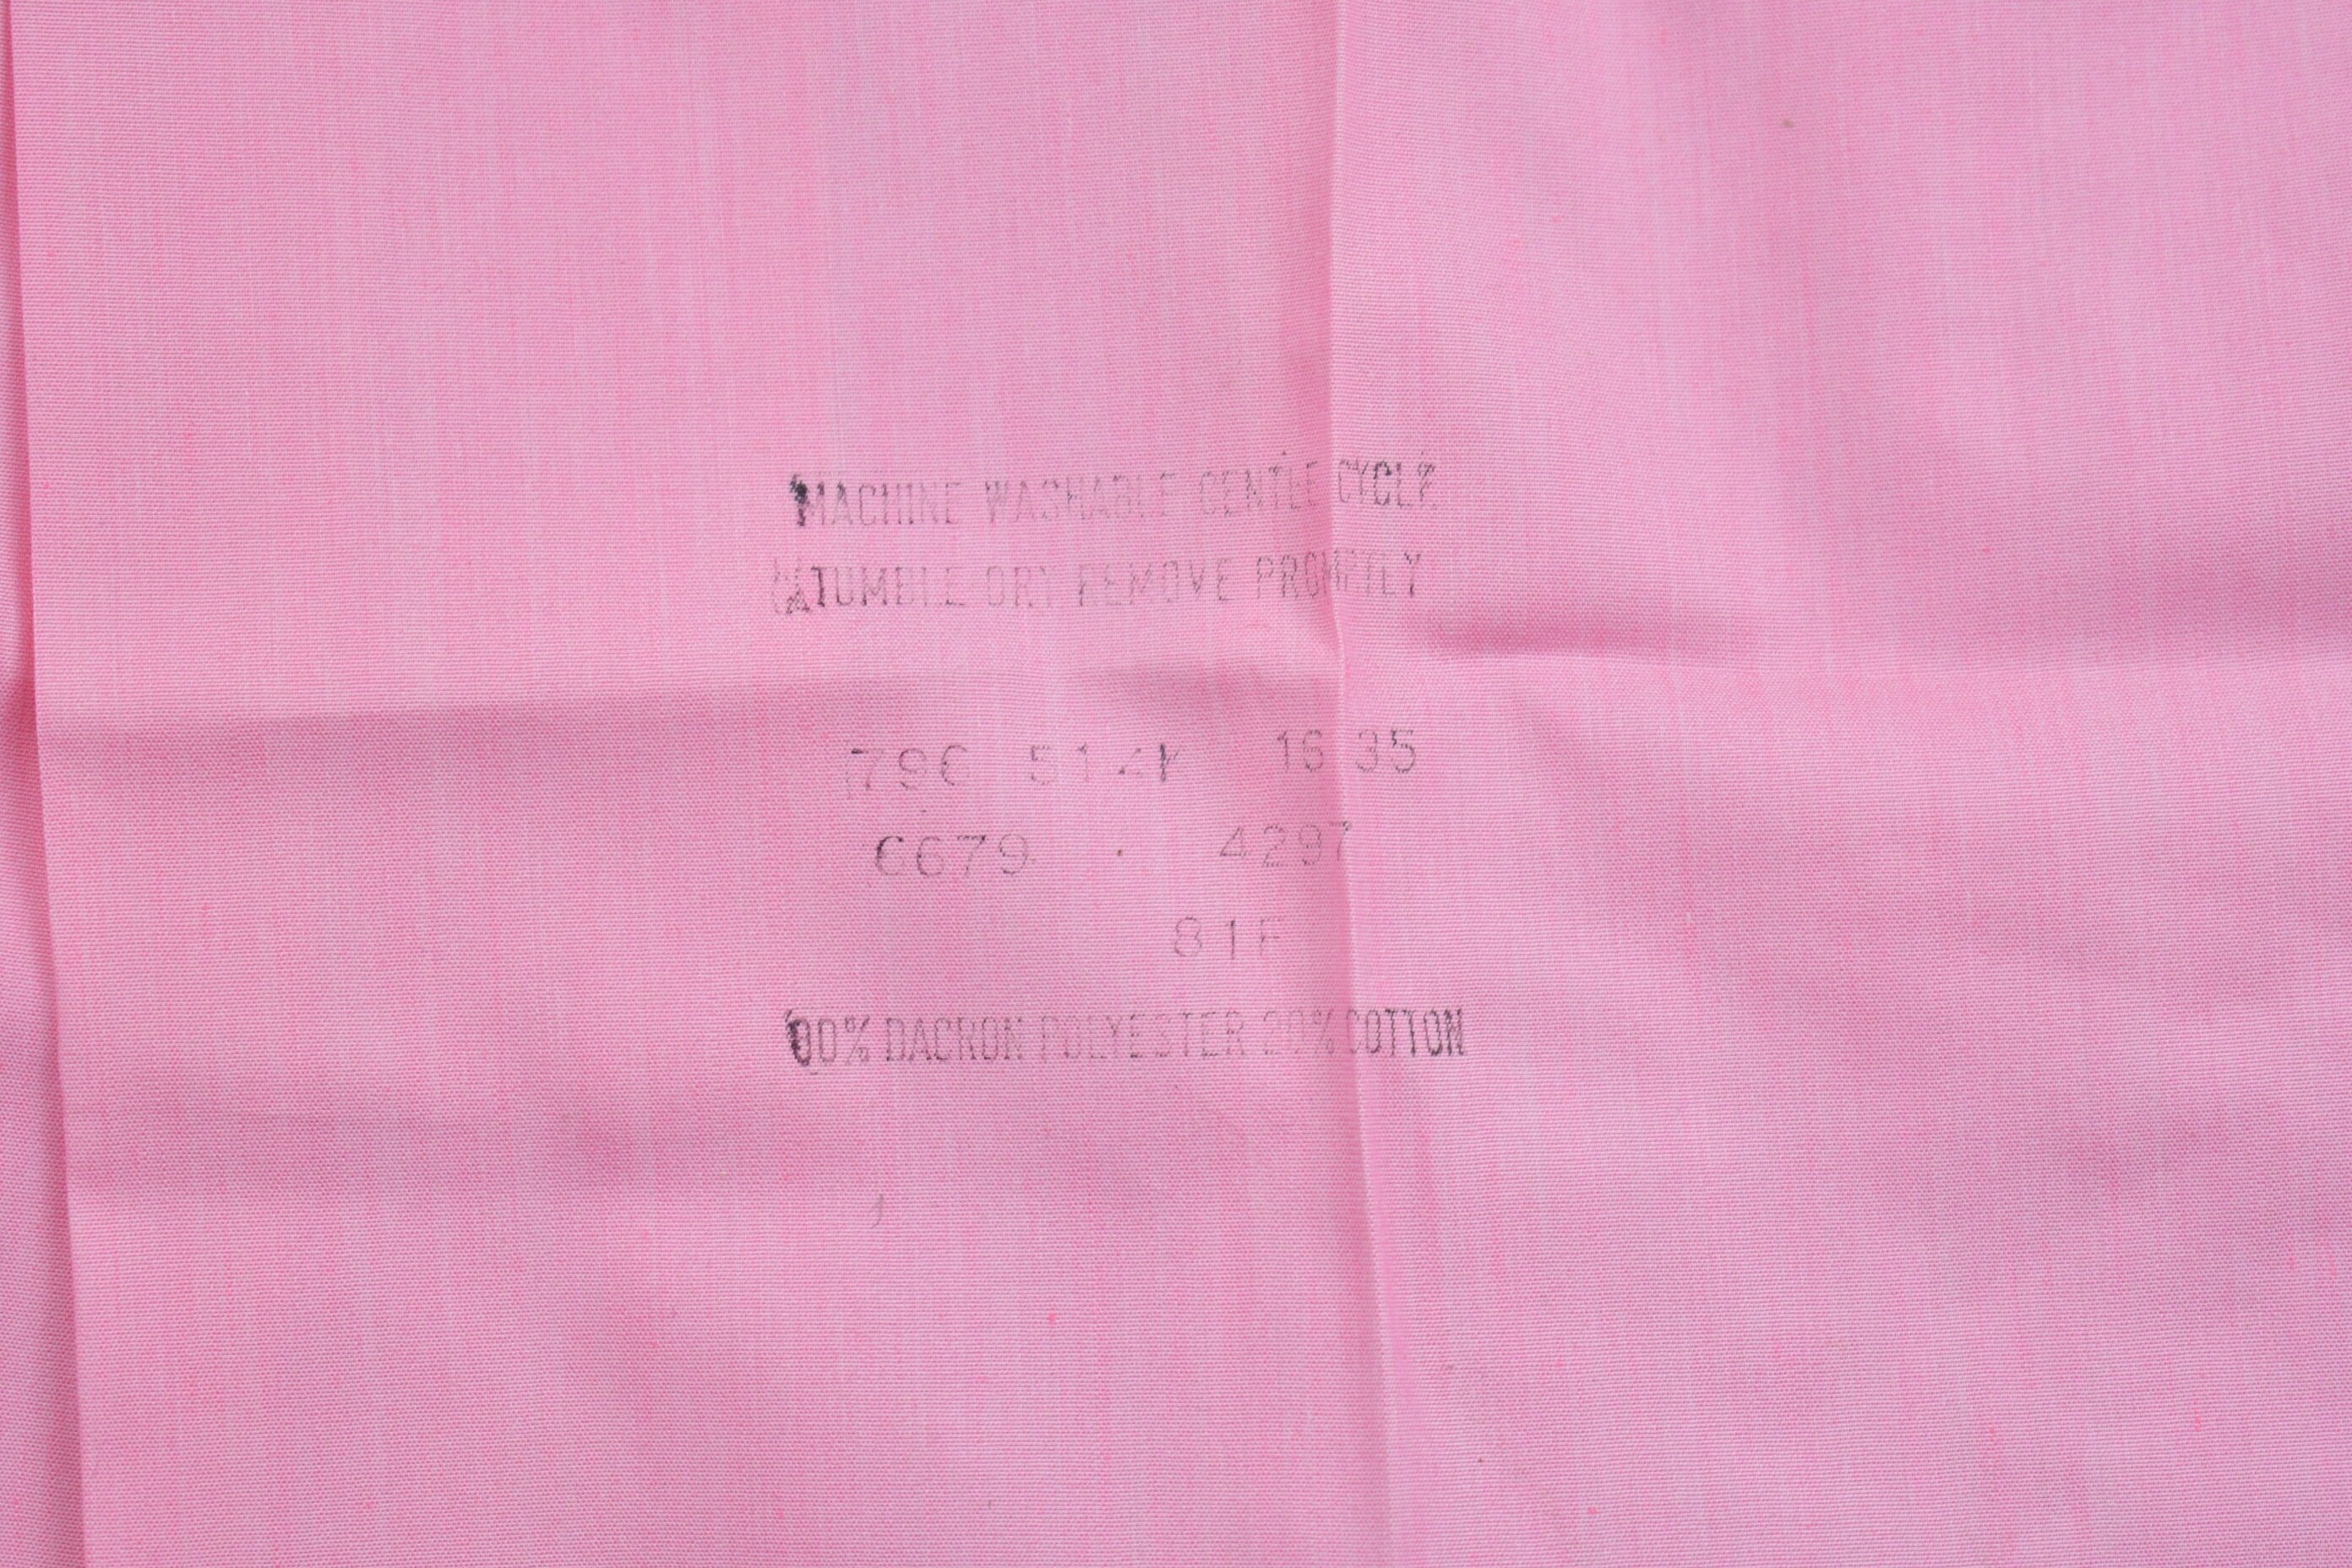 MACHINE WASHABLE GENTLE CYCLE
TUMBLE DRY REMOVE PROMPTLY
796 16 35
6679 4297
81F
80% DACRON POLYESTER 20% COTTON